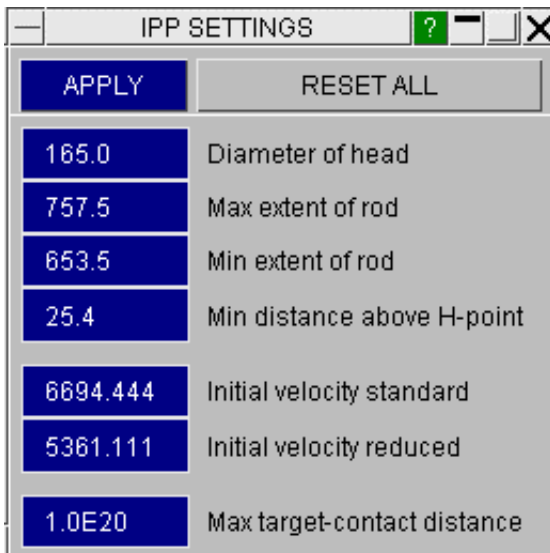 IPP SETTINGS ?
APPLY RESET ALL
165.0 Diameter of head
757.5 Max extent of rod
653.5 Min extent of rod
25.4 Min distance above H-point
6694.444 Initial velocity standard
5361.111 Initial velocity reduced
1.0E20 Max target-contact distance